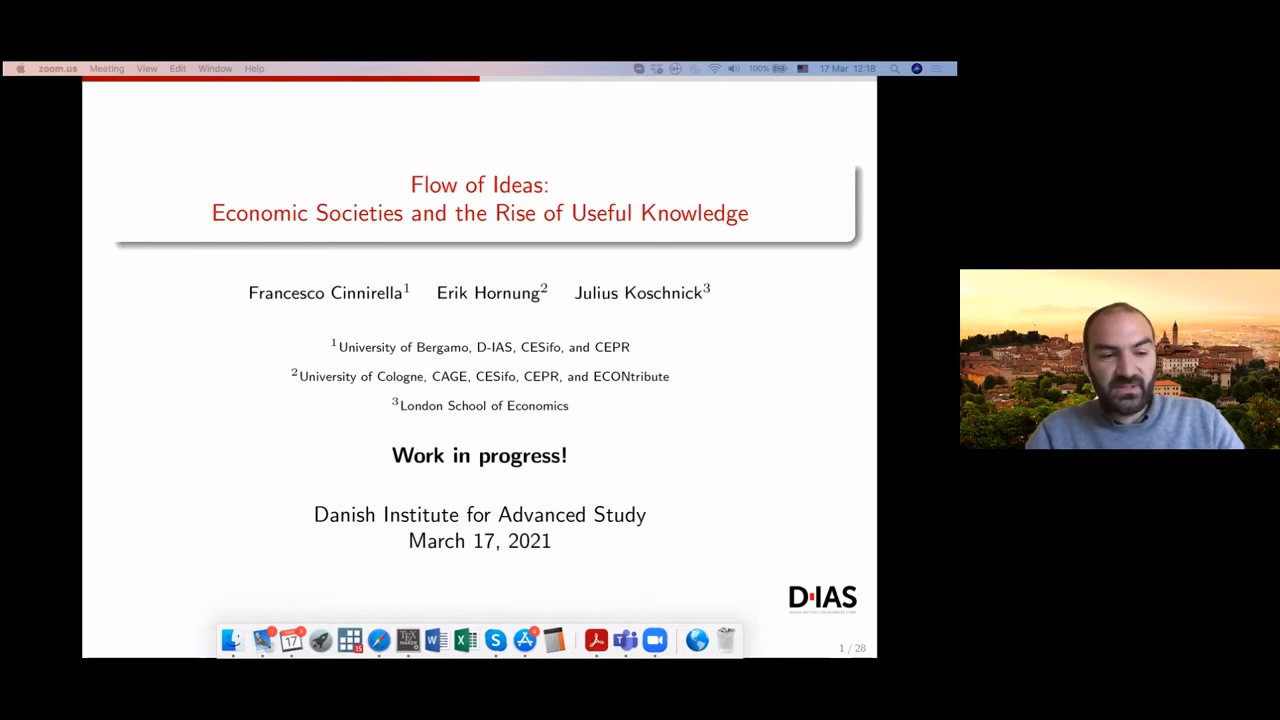 zoom.us Meeting View Edit Window Help 100% 17 Mar 12:18
Flow of Ideas:
Economic Societies and the Rise of Useful Knowledge
Francesco Cinnirella1 Erik Hornung2 Julius Koschnick3
1University of Bergamo, D-IAS, CESifo, and CEPR
2University of Cologne, CAGE, CESifo, CEPR, and ECONtribute
3London School of Economics
Work in progress!
Danish Institute for Advanced Study
March 17, 2021
D·IAS
17 TEX W X S
1 / 28